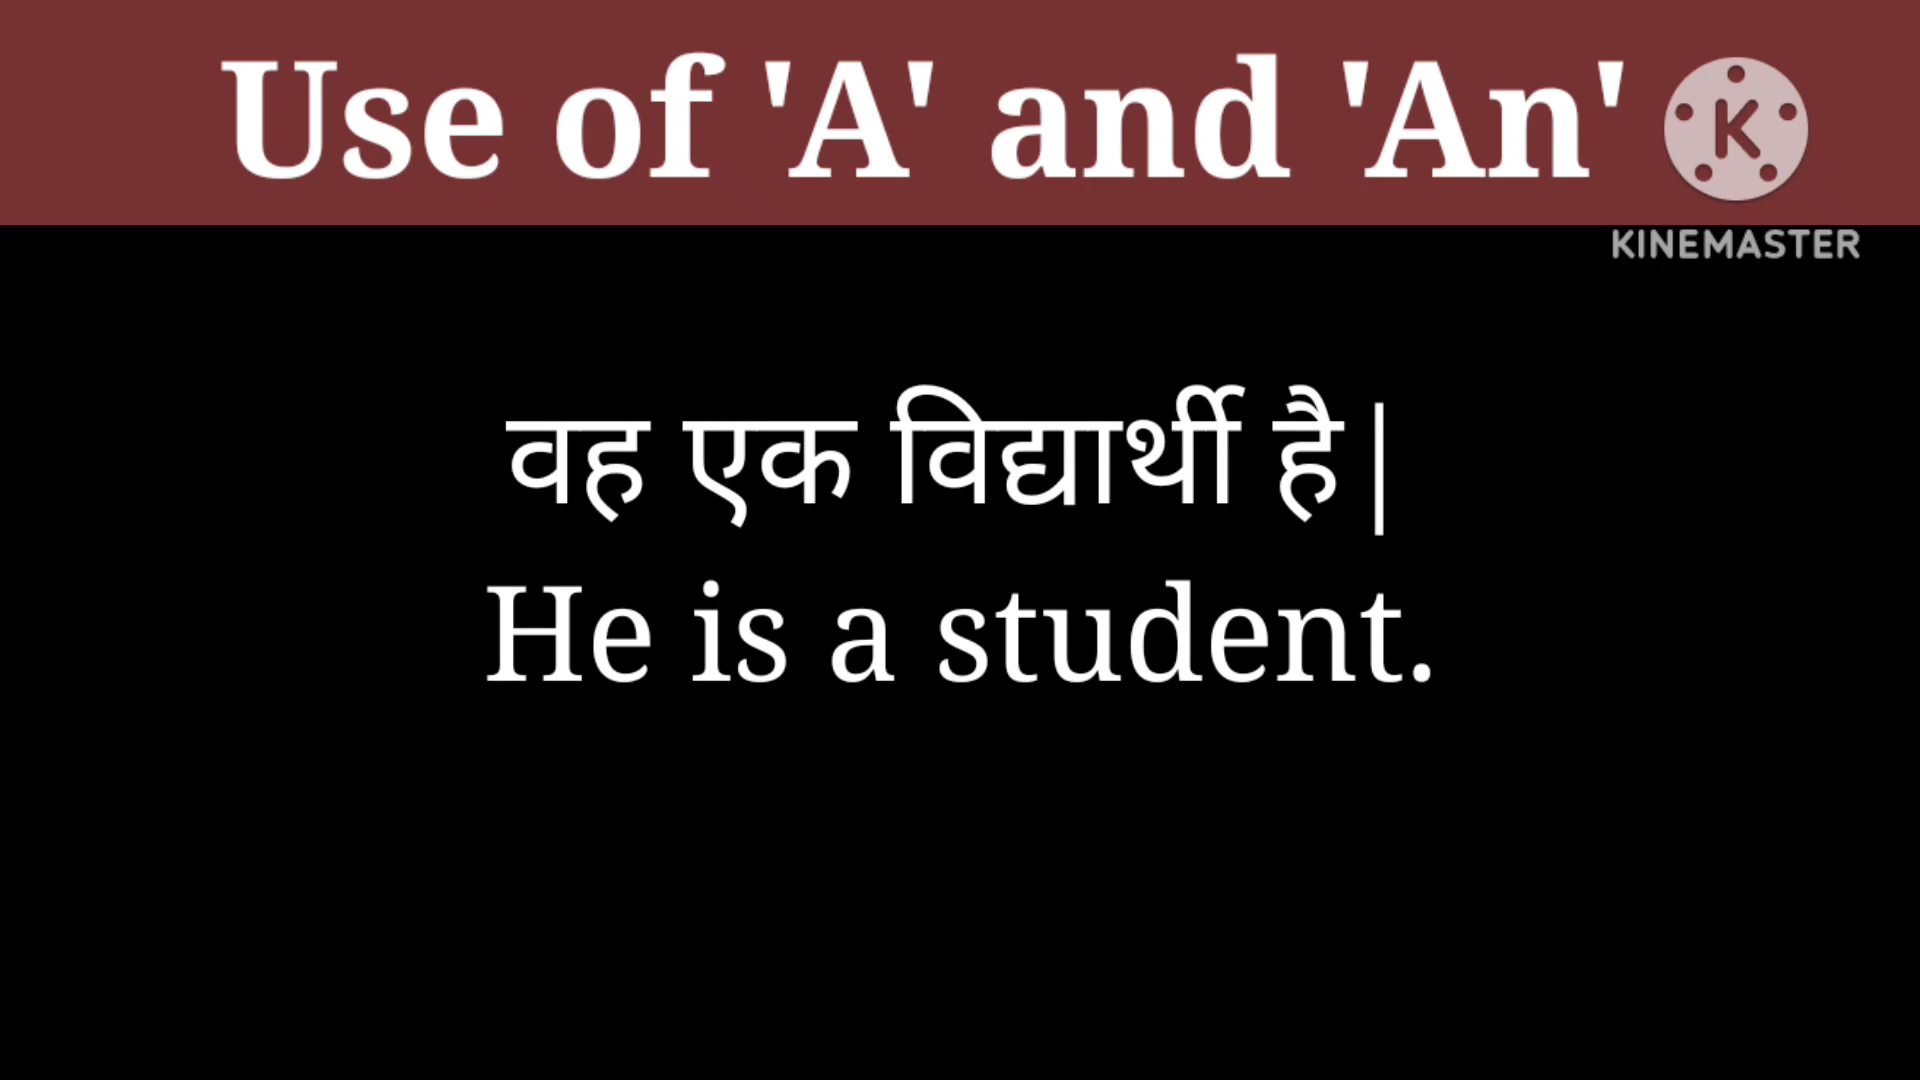 Use of 'A' and 'An'
K
KINEMASTER
वह एक विद्यार्थी है|
He is a student.